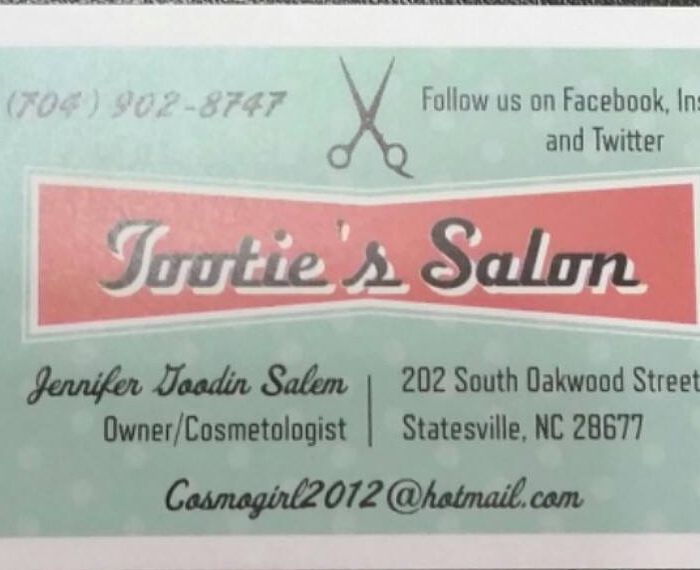 (704) 902-8747
Follow us on Facebook, Ins
and Twitter
Tootie's Salon
Jennifer Goodin Salem
Owner/Cosmetologist
202 South Oakwood Street
Statesville, NC 28677
Cosmogirl2012@hotmail.com